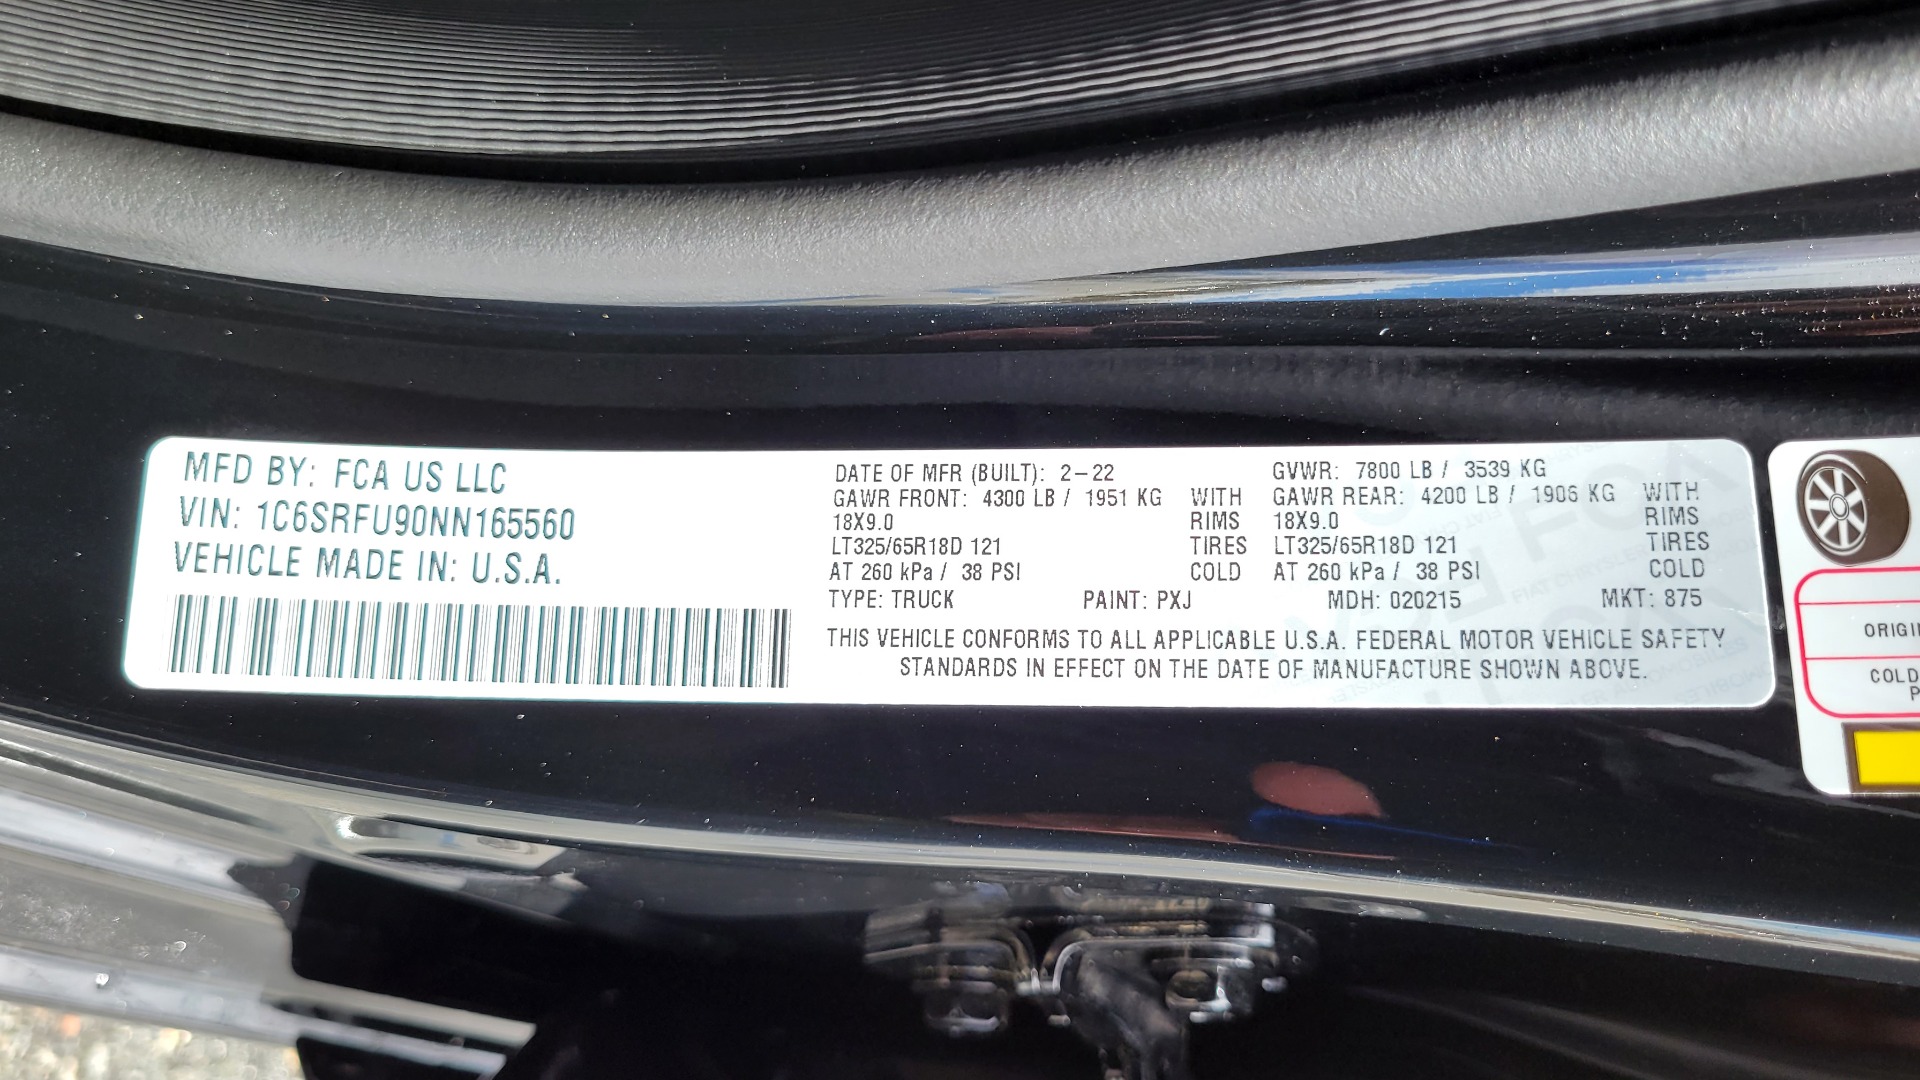 MFD BY: FCA US LLC
VIN: 1C6SRFU90NN165560
VEHICLE MADE IN: U.S.A.
DATE OF MFR (BUILT): 2-22 GVWR: 7800 LB / 3539 KG
GAWR FRONT: 4300 LB / 1951 KG WITH GAWR REAR: 4200 LB / 1906 KG WITH
18X9.0 RIMS 18X9.0 RIMS
LT325/65R18D 121 TIRES LT325/65R18D 121 TIRES
AT 260 kPa / 38 PSI COLD AT 260 kPa / 38 PSI COLD
TYPE: TRUCK PAINT: PXJ MDH: 020215 MKT: 875
THIS VEHICLE CONFORMS TO ALL APPLICABLE U.S.A. FEDERAL MOTOR VEHICLE SAFETY
STANDARDS IN EFFECT ON THE DATE OF MANUFACTURE SHOWN ABOVE.
COLD